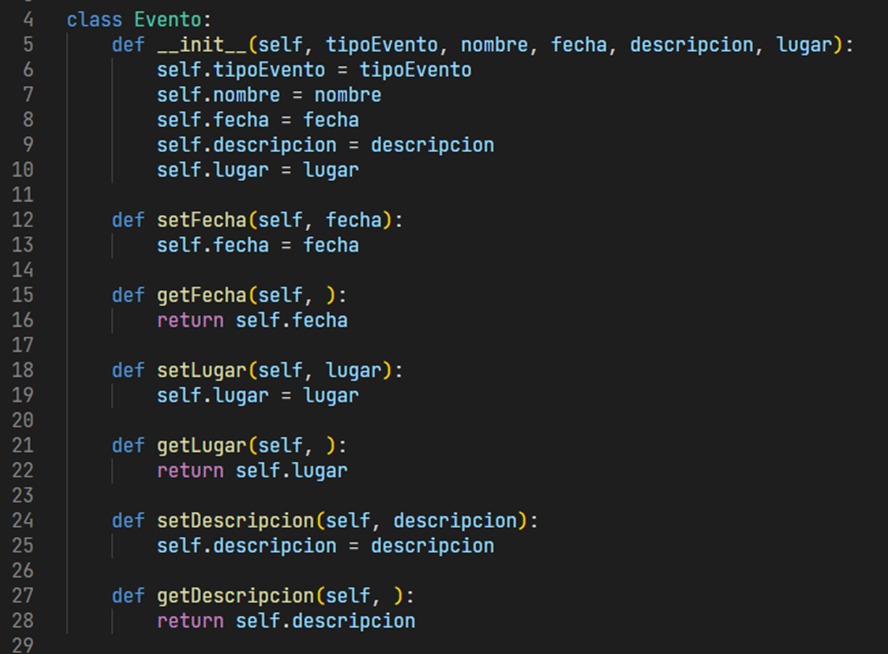 4 class Evento:
5     def __init__(self, tipoEvento, nombre, fecha, descripcion, lugar):
6         self.tipoEvento = tipoEvento
7         self.nombre = nombre
8         self.fecha = fecha
9         self.descripcion = descripcion
10         self.lugar = lugar
11
12     def setFecha(self, fecha):
13         self.fecha = fecha
14
15     def getFecha(self, ):
16         return self.fecha
17
18     def setLugar(self, lugar):
19         self.lugar = lugar
20
21     def getLugar(self, ):
22         return self.lugar
23
24     def setDescripcion(self, descripcion):
25         self.descripcion = descripcion
26
27     def getDescripcion(self, ):
28         return self.descripcion
29